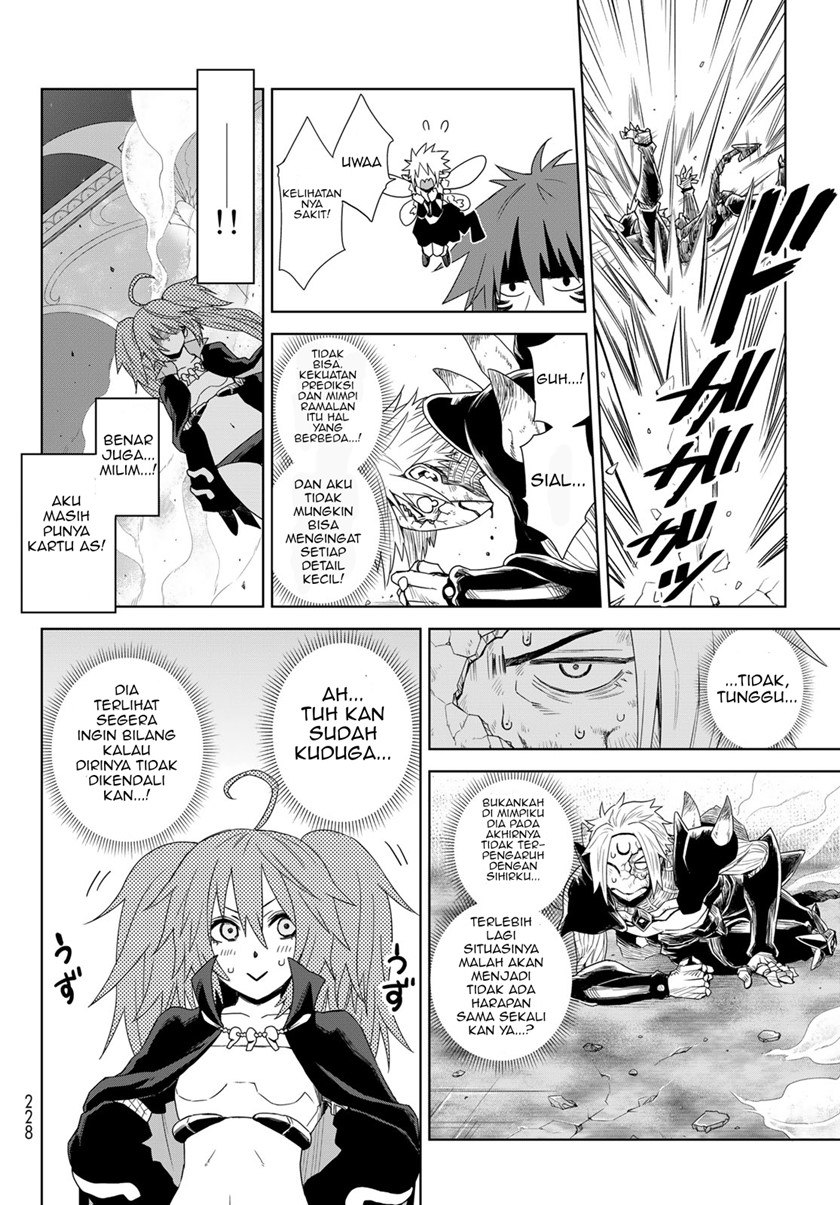 ドガガガッ
UWAA
KELIHATAN
NYA
SAKIT!
GUH...!
SIAL...
TIDAK
BISA.
KEKUATAN
PREDIKSI
DAN MIMPI
RAMALAN
ITU HAL
YANG
BERBEDA...!
DAN AKU
TIDAK
MUNGKIN BISA
MENGINGAT
SETIAP
DETAIL
KECIL!
――!!
BENAR
JUGA...
MILIM...!
AKU
MASIH
PUNYA
KARTU AS!
...TIDAK,
TUNGGU...
BUKANKAH
DI MIMPIKU
DIA PADA
AKHIRNYA
TIDAK TER-
PENGARUH
DENGAN
SIHIRKU...
TERLEBIH
LAGI
SITUASINYA
MALAH AKAN
MENJADI
TIDAK ADA
HARAPAN
SAMA SEKALI
KAN YA...?
AH...
TUH KAN
SUDAH
KUDUGA...
DIA
TERLIHAT
SEGERA
INGIN BILANG
KALAU
DIRINYA TIDAK
DIKENDALI
KAN...!
うず
うず
228